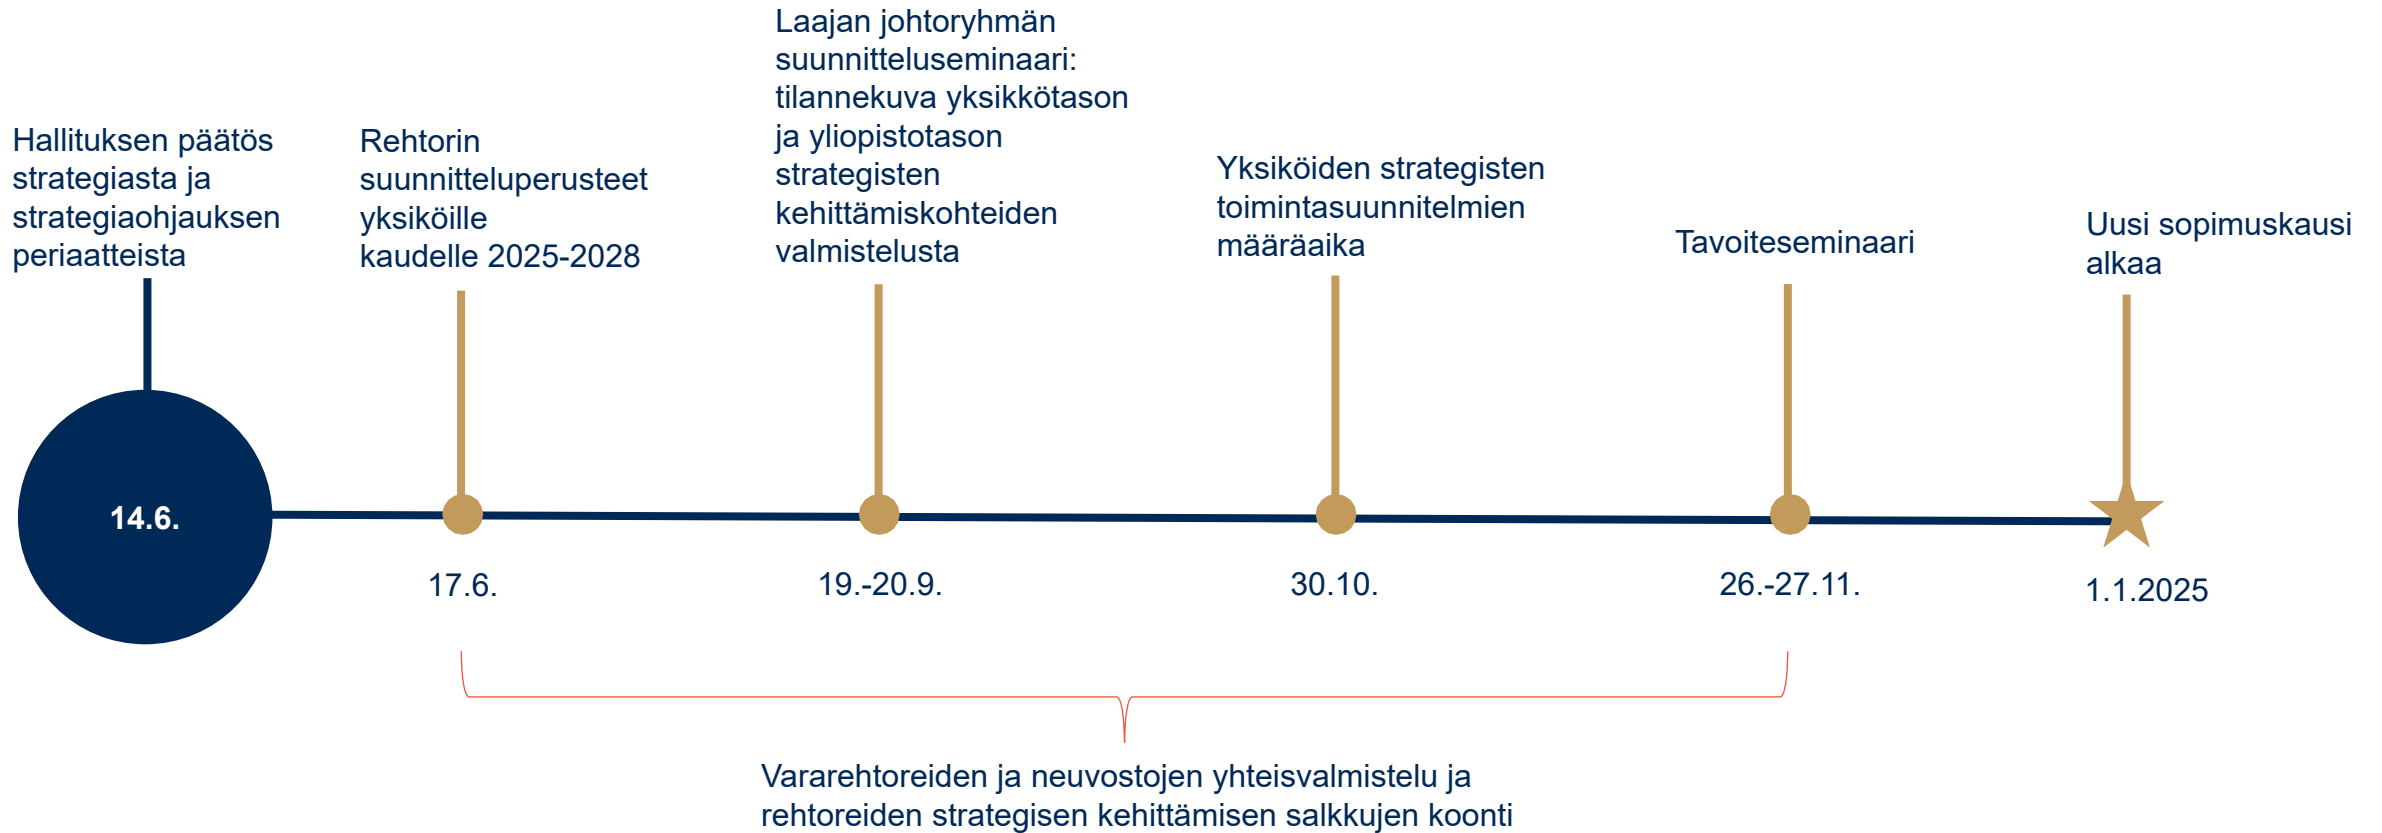 Hallituksen päätös
strategiasta ja
strategiaohjauksen
periaatteista
Rehtorin
suunnitteluperusteet
yksiköille
kaudelle 2025-2028
Laajan johtoryhmän
suunnitteluseminaari:
tilannekuva yksikkötason
ja yliopistotason
strategisten
kehittämiskohteiden
valmistelusta
Yksiköiden strategisten
toimintasuunnitelmien
määräaika
Tavoiteseminaari
Uusi sopimuskausi
alkaa
14.6.
17.6.
19.-20.9.
30.10.
26.-27.11.
1.1.2025
Vararehtoreiden ja neuvostojen yhteisvalmistelu ja
rehtoreiden strategisen kehittämisen salkkujen koonti